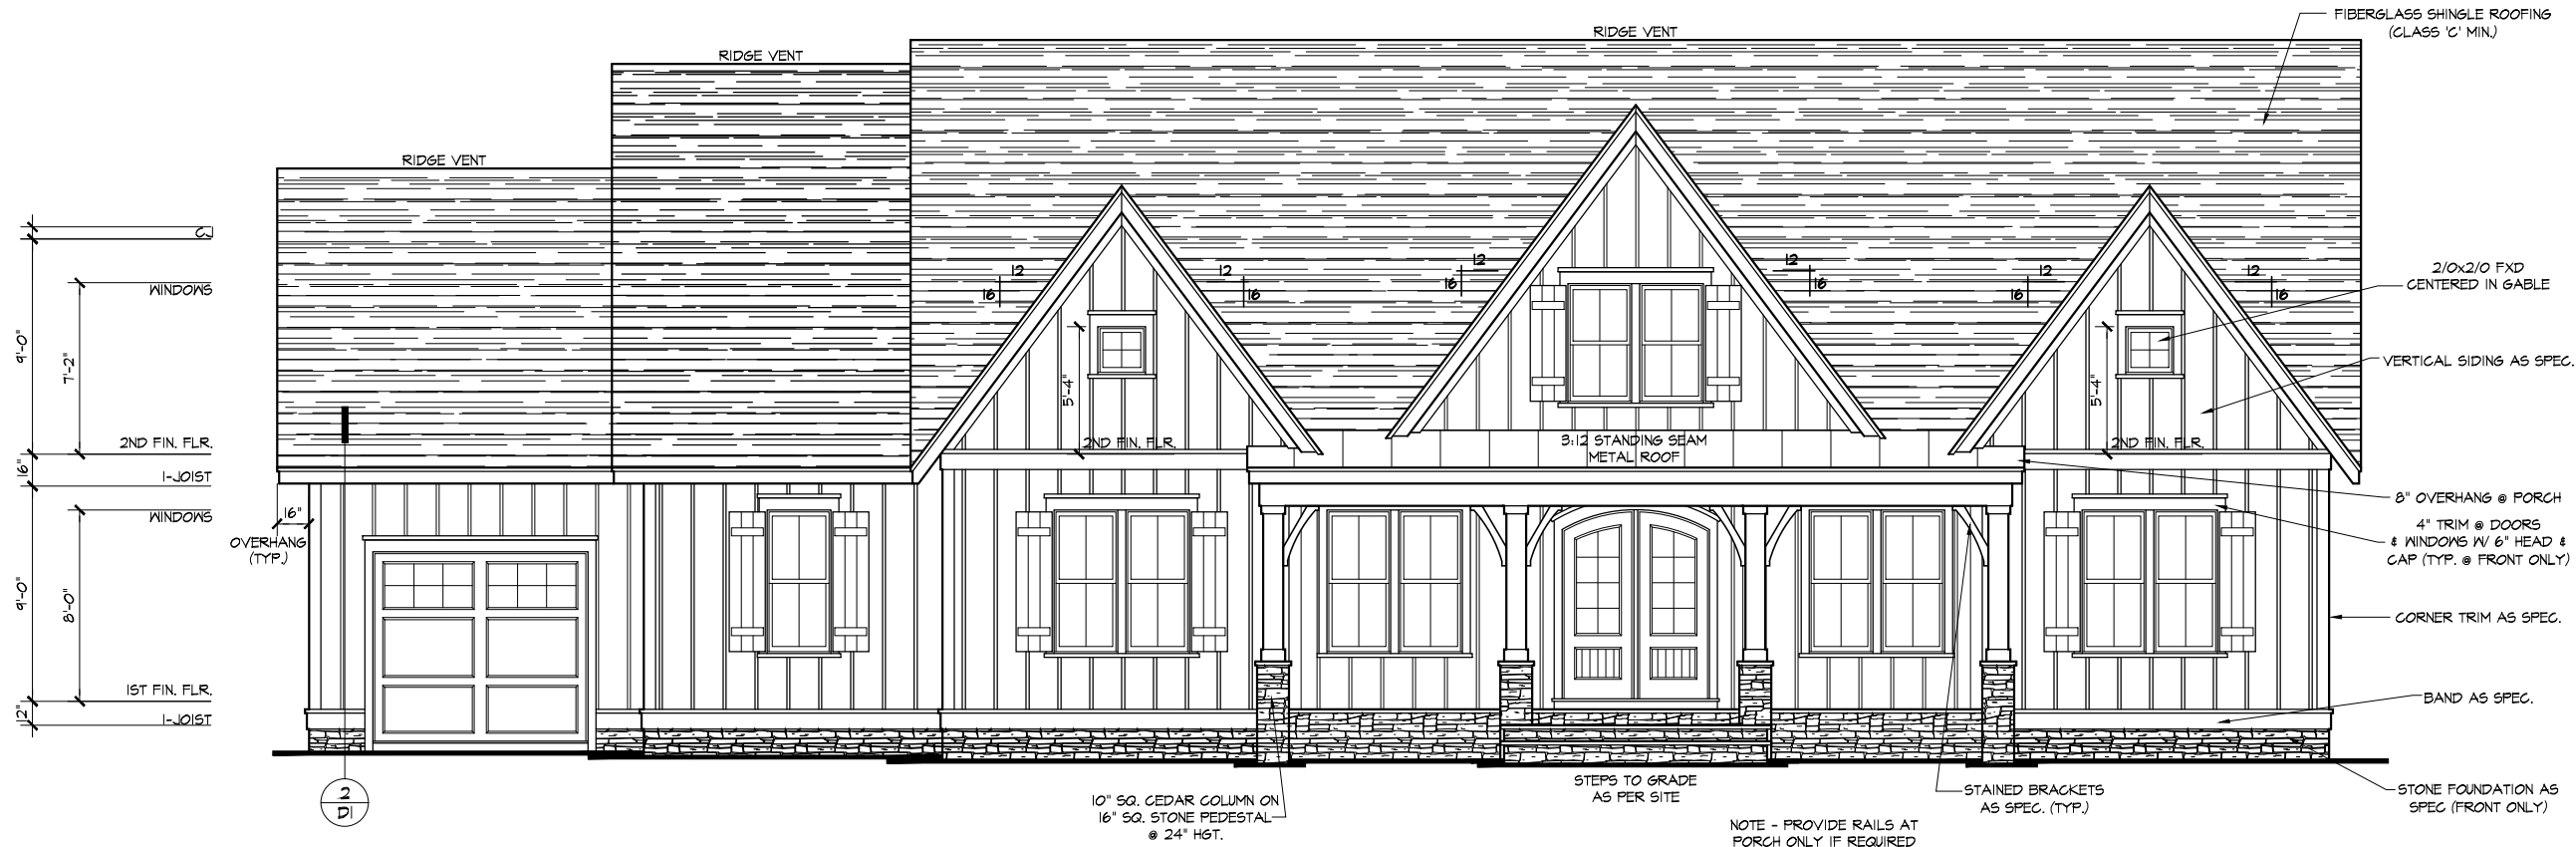 FIBERGLASS SHINGLE ROOFING
(CLASS 'C' MIN.)
RIDGE VENT
RIDGE VENT
RIDGE VENT
CJ
WINDOWS
9'-0"
7'-2"
2ND FIN. FLR.
16"
I-JOIST
WINDOWS
9'-0"
8'-0"
1ST FIN. FLR.
12"
I-JOIST
16"
OVERHANG
(TYP.)
2
D1
12
16
12
16
12
16
12
16
12
16
12
16
5'-4"
2ND FIN. FLR.
3:12 STANDING SEAM
METAL ROOF
5'-4"
2ND FIN. FLR.
2/0x2/0 FXD
CENTERED IN GABLE
VERTICAL SIDING AS SPEC.
8" OVERHANG @ PORCH
4" TRIM @ DOORS
& WINDOWS W/ 6" HEAD &
CAP (TYP. @ FRONT ONLY)
CORNER TRIM AS SPEC.
BAND AS SPEC.
STONE FOUNDATION AS
SPEC (FRONT ONLY)
10" SQ. CEDAR COLUMN ON
16" SQ. STONE PEDESTAL
@ 24" HGT.
STEPS TO GRADE
AS PER SITE
STAINED BRACKETS
AS SPEC. (TYP.)
NOTE - PROVIDE RAILS AT
PORCH ONLY IF REQUIRED